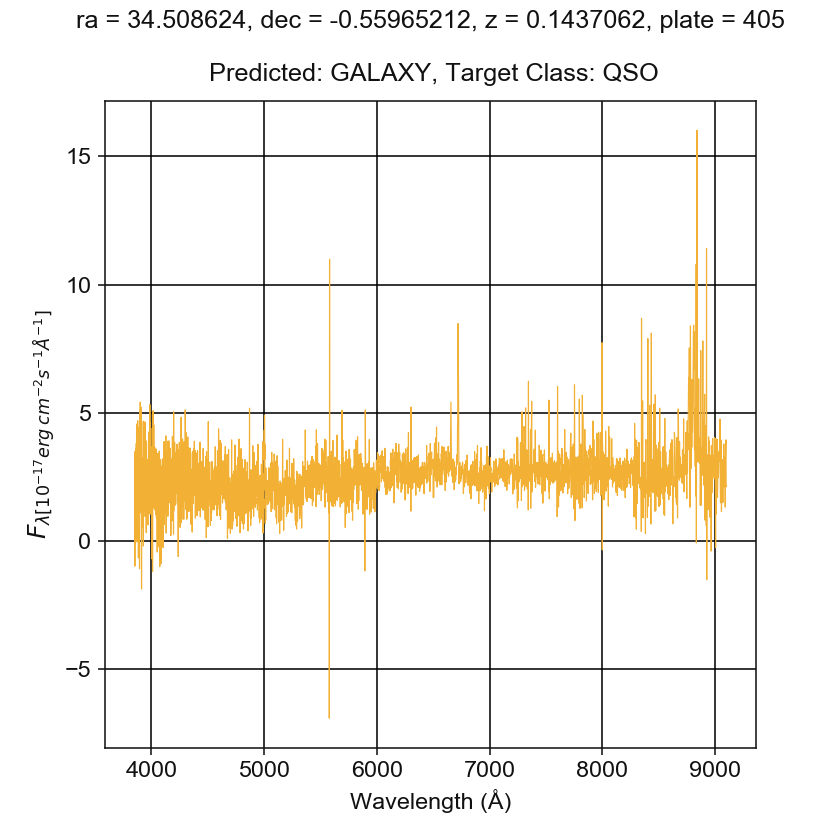 ra = 34.508624, dec = -0.55965212, z = 0.1437062, plate = 405
Predicted: GALAXY, Target Class: QSO
15
10
5
0
−5
F_λ[10^{−17} erg cm^{−2} s^{−1} Å^{−1}]
4000 5000 6000 7000 8000 9000
Wavelength (Å)